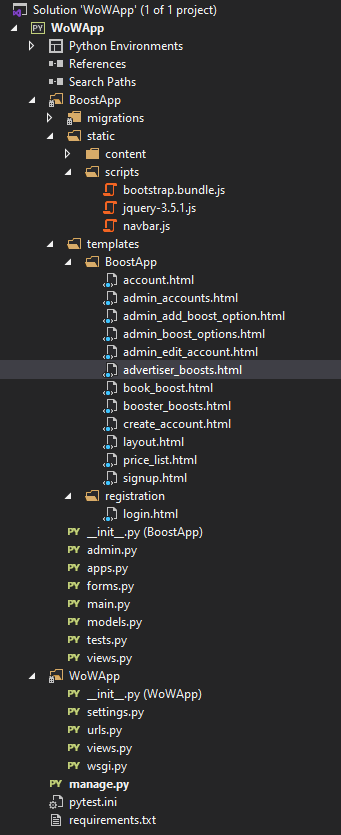 Solution 'WoWApp' (1 of 1 project)
PY WoWApp
Python Environments
References
Search Paths
BoostApp
migrations
static
content
scripts
bootstrap.bundle.js
jquery-3.5.1.js
navbar.js
templates
BoostApp
account.html
admin_accounts.html
admin_add_boost_option.html
admin_boost_options.html
admin_edit_account.html
advertiser_boosts.html
book_boost.html
booster_boosts.html
create_account.html
layout.html
price_list.html
signup.html
registration
login.html
PY __init__.py (BoostApp)
PY admin.py
PY apps.py
PY forms.py
PY main.py
PY models.py
PY tests.py
PY views.py
WoWApp
PY __init__.py (WoWApp)
PY settings.py
PY urls.py
PY views.py
PY wsgi.py
PY manage.py
pytest.ini
requirements.txt